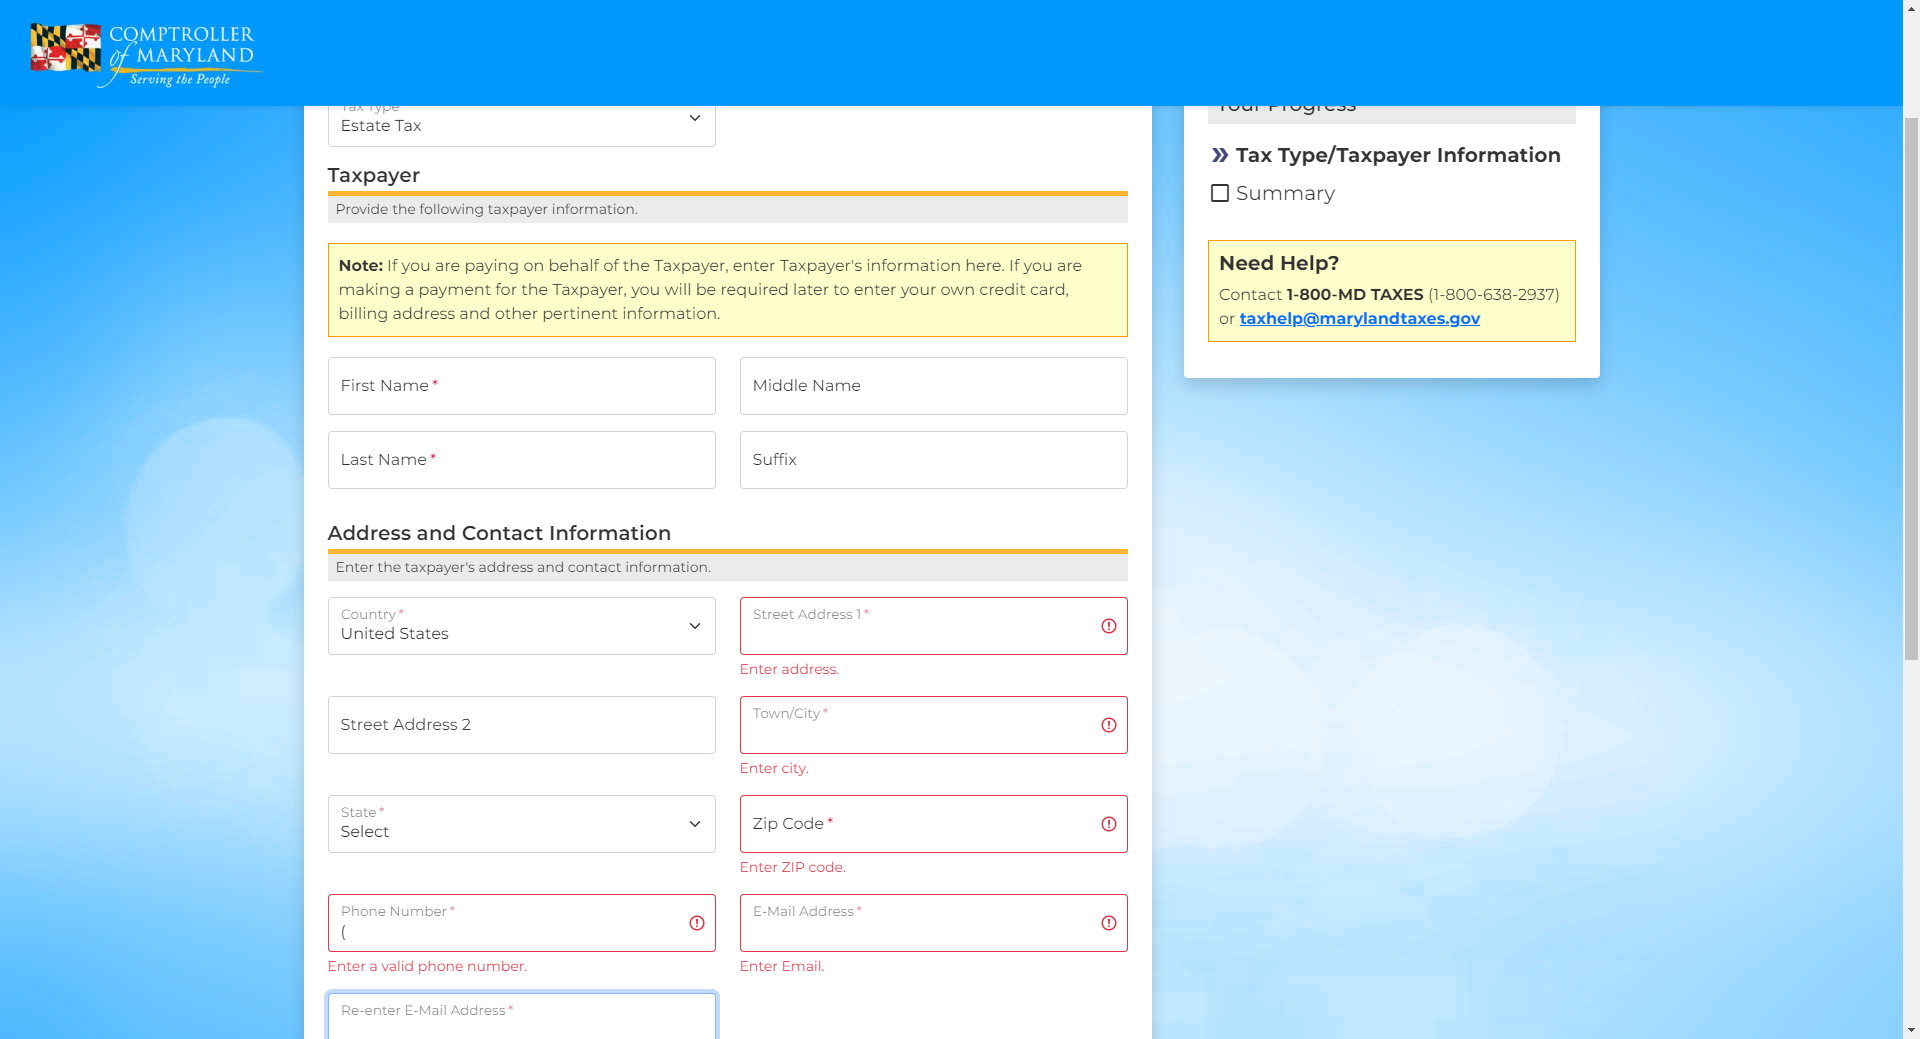 COMPTROLLER
of MARYLAND
Serving the People
Tax Type
Estate Tax
Taxpayer
Provide the following taxpayer information.
Note: If you are paying on behalf of the Taxpayer, enter Taxpayer's information here. If you are
making a payment for the Taxpayer, you will be required later to enter your own credit card,
billing address and other pertinent information.
First Name *
Middle Name
Last Name *
Suffix
Address and Contact Information
Enter the taxpayer's address and contact information.
Country *
United States
Street Address 1 *
Enter address.
Street Address 2
Town/City *
Enter city.
State *
Select
Zip Code *
Enter ZIP code.
Phone Number *
(
Enter a valid phone number.
E-Mail Address *
Enter Email.
Re-enter E-Mail Address *
Your Progress
Tax Type/Taxpayer Information
Summary
Need Help?
Contact 1-800-MD TAXES (1-800-638-2937)
or taxhelp@marylandtaxes.gov